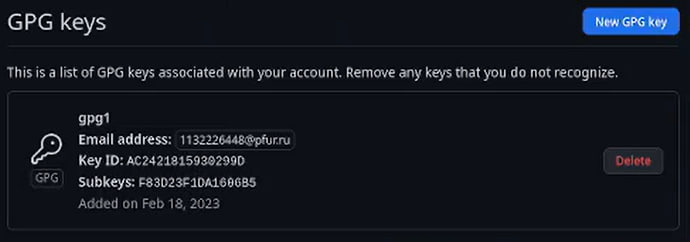 GPG keys
New GPG key
This is a list of GPG keys associated with your account. Remove any keys that you do not recognize.
gpg1
Email address: 1132226448@pfur.ru
Key ID: AC2421815930299D
GPG
Subkeys: F83D23F1DA1606B5
Delete
Added on Feb 18, 2023